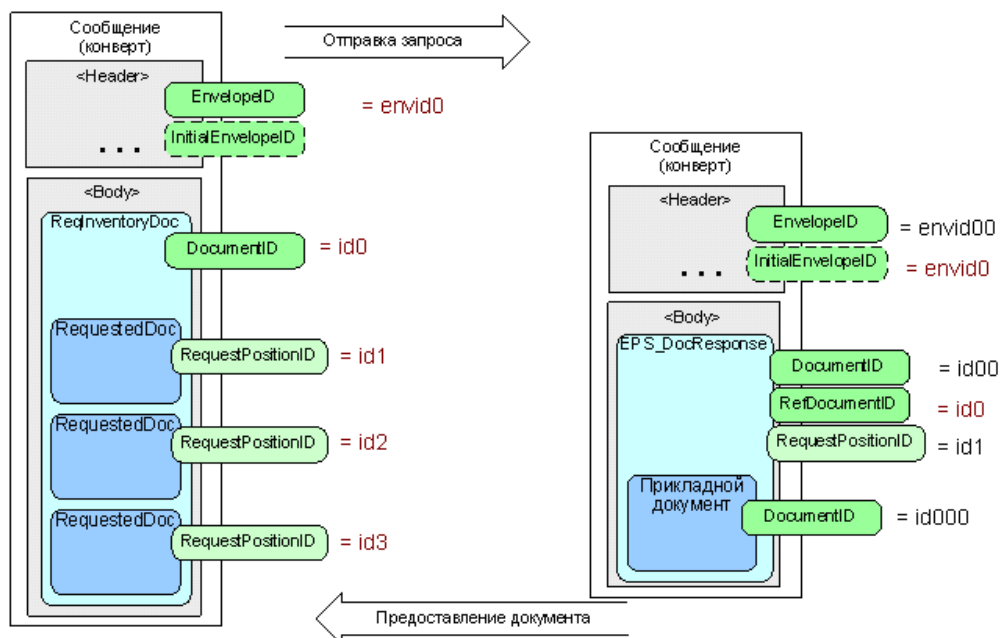 Сообщение
(конверт)
<Header>
EnvelopeID
= envid0
InitialEnvelopeID
...
<Body>
ReqInventoryDoc
DocumentID
= id0
RequestedDoc
RequestPositionID
= id1
RequestedDoc
RequestPositionID
= id2
RequestedDoc
RequestPositionID
= id3
Отправка запроса
Сообщение
(конверт)
<Header>
EnvelopeID
= envid00
InitialEnvelopeID
= envid0
...
<Body>
EPS_DocResponse
DocumentID
= id00
RefDocumentID
= id0
RequestPositionID
= id1
Прикладной
документ
DocumentID
= id000
Предоставление документа